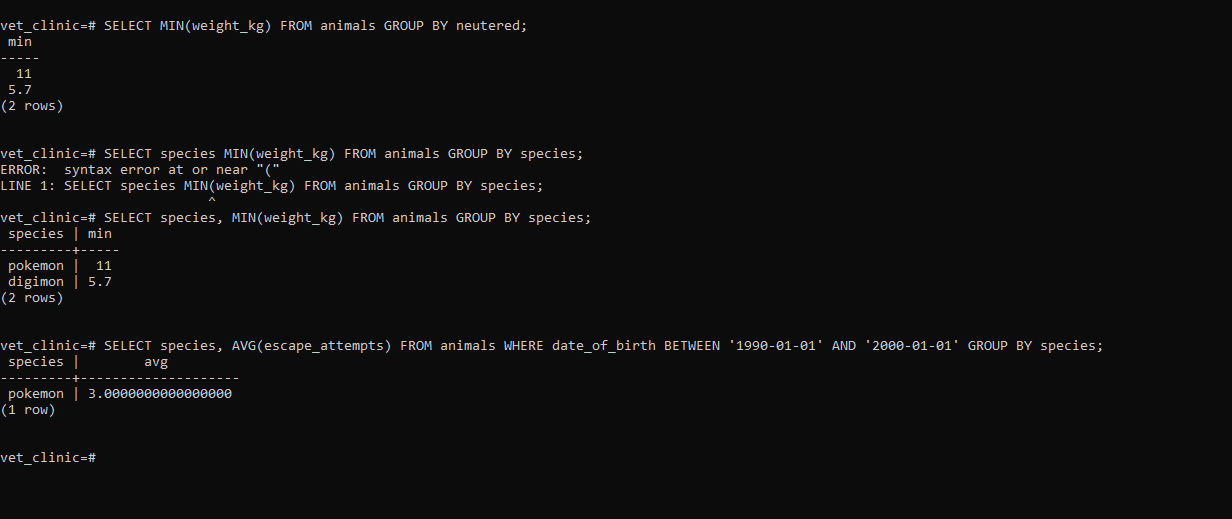 vet_clinic=# SELECT MIN(weight_kg) FROM animals GROUP BY neutered;
 min
-----
  11
 5.7
(2 rows)
vet_clinic=# SELECT species MIN(weight_kg) FROM animals GROUP BY species;
ERROR:  syntax error at or near "("
LINE 1: SELECT species MIN(weight_kg) FROM animals GROUP BY species;
                          ^
vet_clinic=# SELECT species, MIN(weight_kg) FROM animals GROUP BY species;
 species | min
---------+-----
 pokemon |  11
 digimon | 5.7
(2 rows)
vet_clinic=# SELECT species, AVG(escape_attempts) FROM animals WHERE date_of_birth BETWEEN '1990-01-01' AND '2000-01-01' GROUP BY species;
 species |        avg
---------+--------------------
 pokemon | 3.0000000000000000
(1 row)
vet_clinic=#